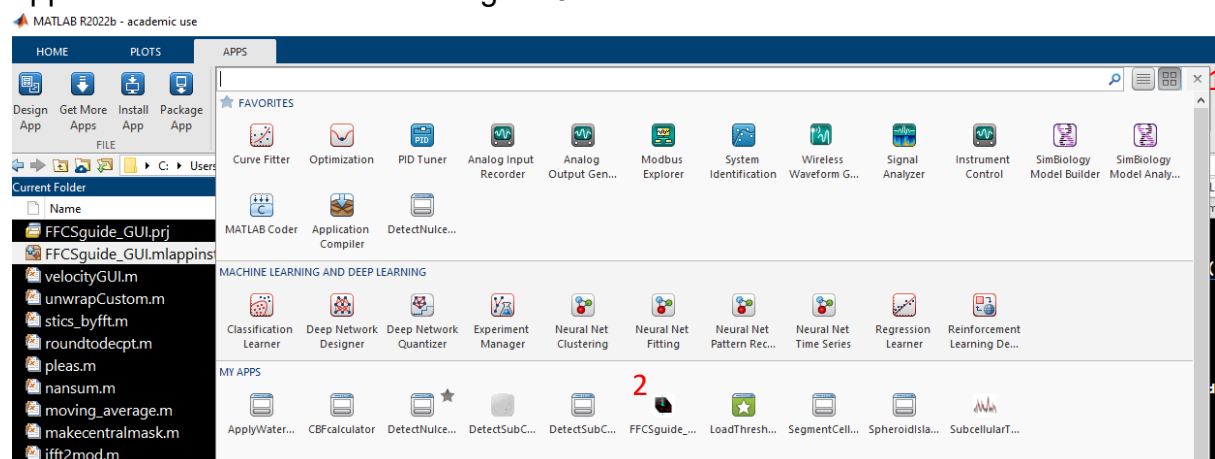 MATLAB R2022b - academic use
HOME PLOTS APPS
1
Design App
Get More Apps
Install App
Package App
FILE
C: Users
FAVORITES
Curve Fitter
Optimization
PID Tuner
Analog Input Recorder
Analog Output Gen...
Modbus Explorer
System Identification
Wireless Waveform G...
Signal Analyzer
Instrument Control
SimBiology Model Builder
SimBiology Model Analy...
MATLAB Coder
Application Compiler
DetectNulce...
Current Folder
Name
FFCSguide_GUI.prj
FFCSguide_GUI.mlappinst
velocityGUI.m
unwrapCustom.m
stics_byfft.m
roundtodecpt.m
pleas.m
nansum.m
moving_average.m
makecentralmask.m
ifft2mod.m
MACHINE LEARNING AND DEEP LEARNING
Classification Learner
Deep Network Designer
Deep Network Quantizer
Experiment Manager
Neural Net Clustering
Neural Net Fitting
Neural Net Pattern Rec...
Neural Net Time Series
Regression Learner
Reinforcement Learning De...
MY APPS
2
ApplyWater...
CBFcalculator
DetectNulce...
DetectSubC...
DetectSubC...
FFCSguide_...
LoadThresh...
SegmentCell...
SpheroidIsla...
SubcellularT...